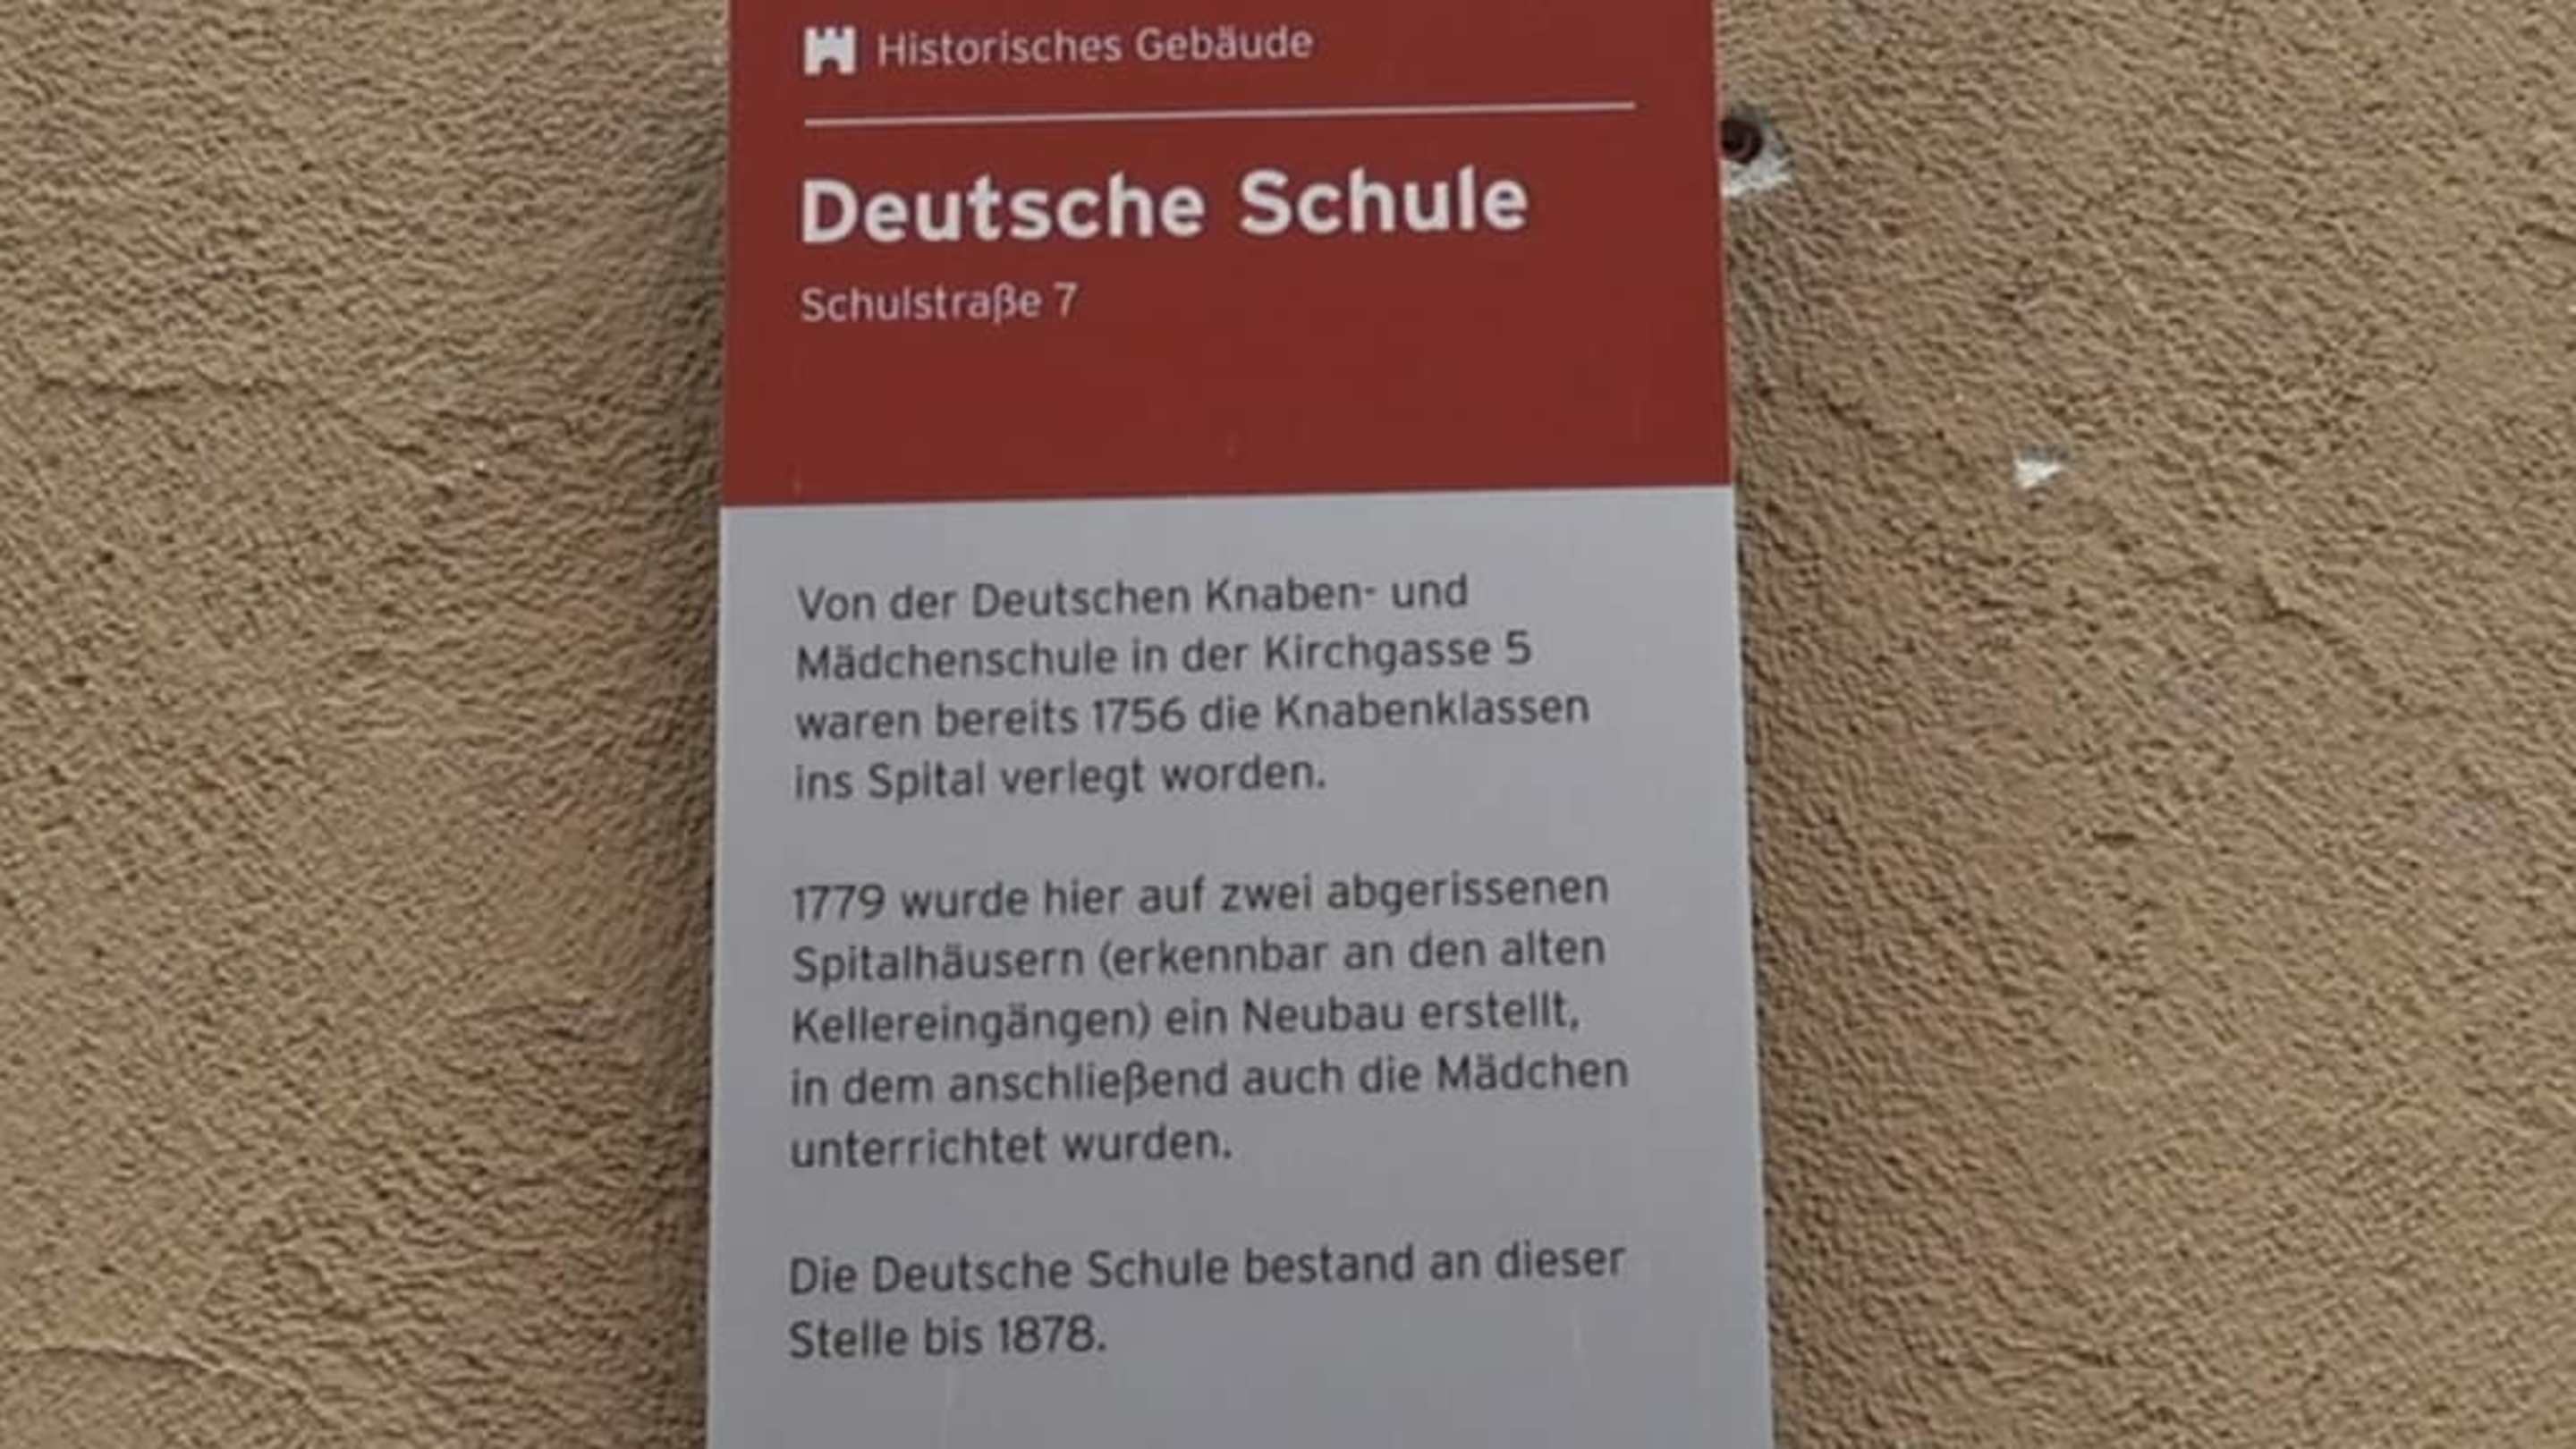 Historisches Gebäude
Deutsche Schule
Schulstraße 7
Von der Deutschen Knaben- und
Mädchenschule in der Kirchgasse 5
waren bereits 1756 die Knabenklassen
ins Spital verlegt worden.
1779 wurde hier auf zwei abgerissenen
Spitalhäusern (erkennbar an den alten
Kellereingängen) ein Neubau erstellt,
in dem anschließend auch die Mädchen
unterrichtet wurden.
Die Deutsche Schule bestand an dieser
Stelle bis 1878.